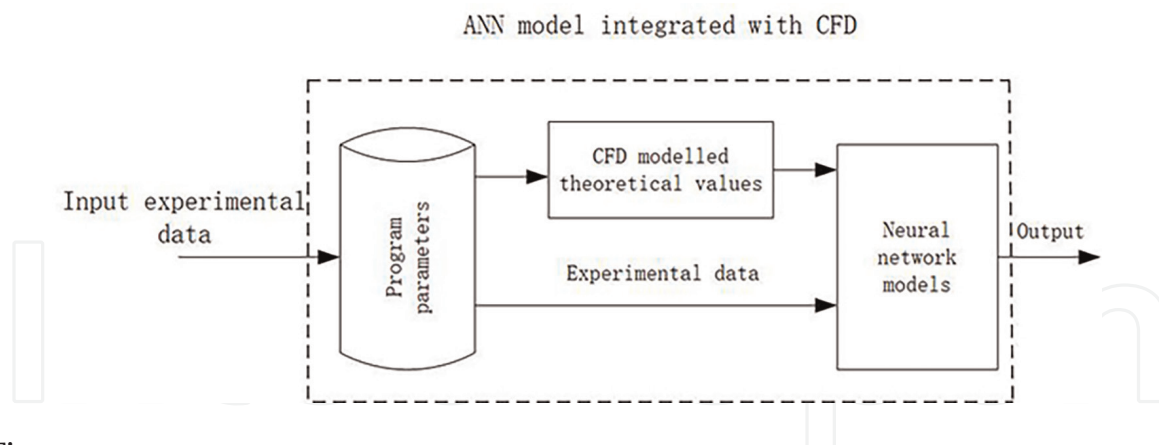 ANN model integrated with CFD
Input experimental
data
Program
parameters
CFD modelled
theoretical values
Experimental data
Neural
network
models
Output